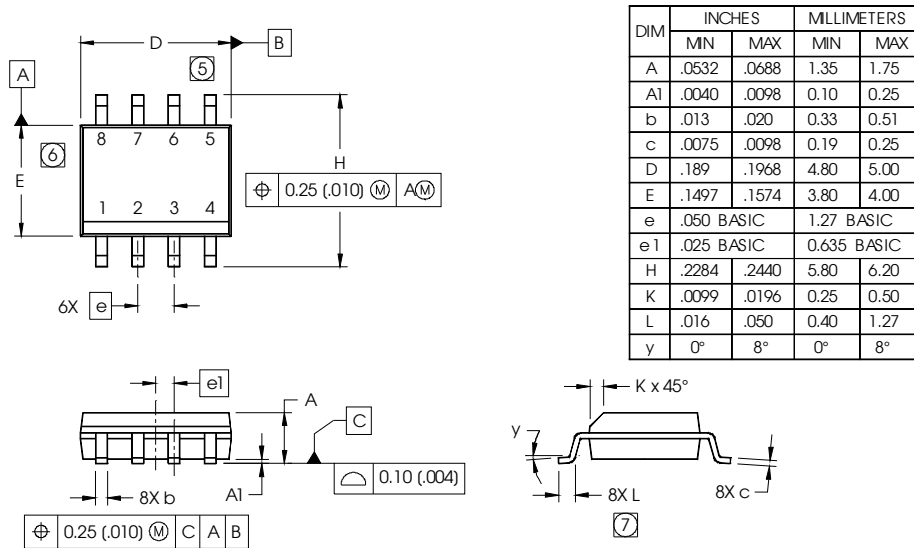 D
B
5
A
8 7 6 5
6
E
H
⌖ 0.25 (.010) Ⓜ AⓂ
1 2 3 4
6X e
DIM INCHES MILLIMETERS
MIN MAX MIN MAX
A .0532 .0688 1.35 1.75
A1 .0040 .0098 0.10 0.25
b .013 .020 0.33 0.51
c .0075 .0098 0.19 0.25
D .189 .1968 4.80 5.00
E .1497 .1574 3.80 4.00
e .050 BASIC 1.27 BASIC
e1 .025 BASIC 0.635 BASIC
H .2284 .2440 5.80 6.20
K .0099 .0196 0.25 0.50
L .016 .050 0.40 1.27
y 0° 8° 0° 8°
e1
A
C
A1
⌓ 0.10 (.004)
8X b
⌖ 0.25 (.010) Ⓜ C A B
K x 45°
y
8X L
8X c
7